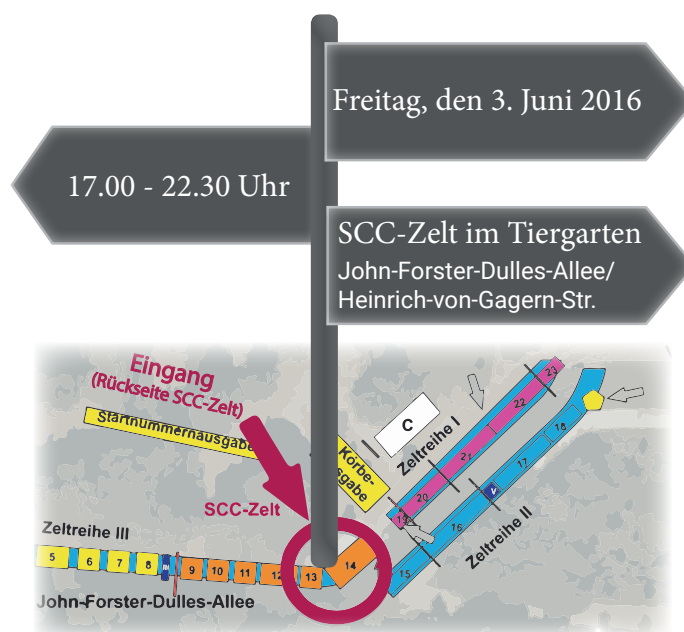 Freitag, den 3. Juni 2016
17.00 - 22.30 Uhr
SCC-Zelt im Tiergarten
John-Forster-Dulles-Allee/
Heinrich-von-Gagern-Str.
Eingang
(Rückseite SCC-Zelt)
Startnummernausgabe
C
Zeltreihe I
23
22
21
20
19
18
17
V
16
15
Zeltreihe II
SCC-Zelt
Zeltreihe III
5
6
7
8
9
10
11
12
13
14
John-Forster-Dulles-Allee